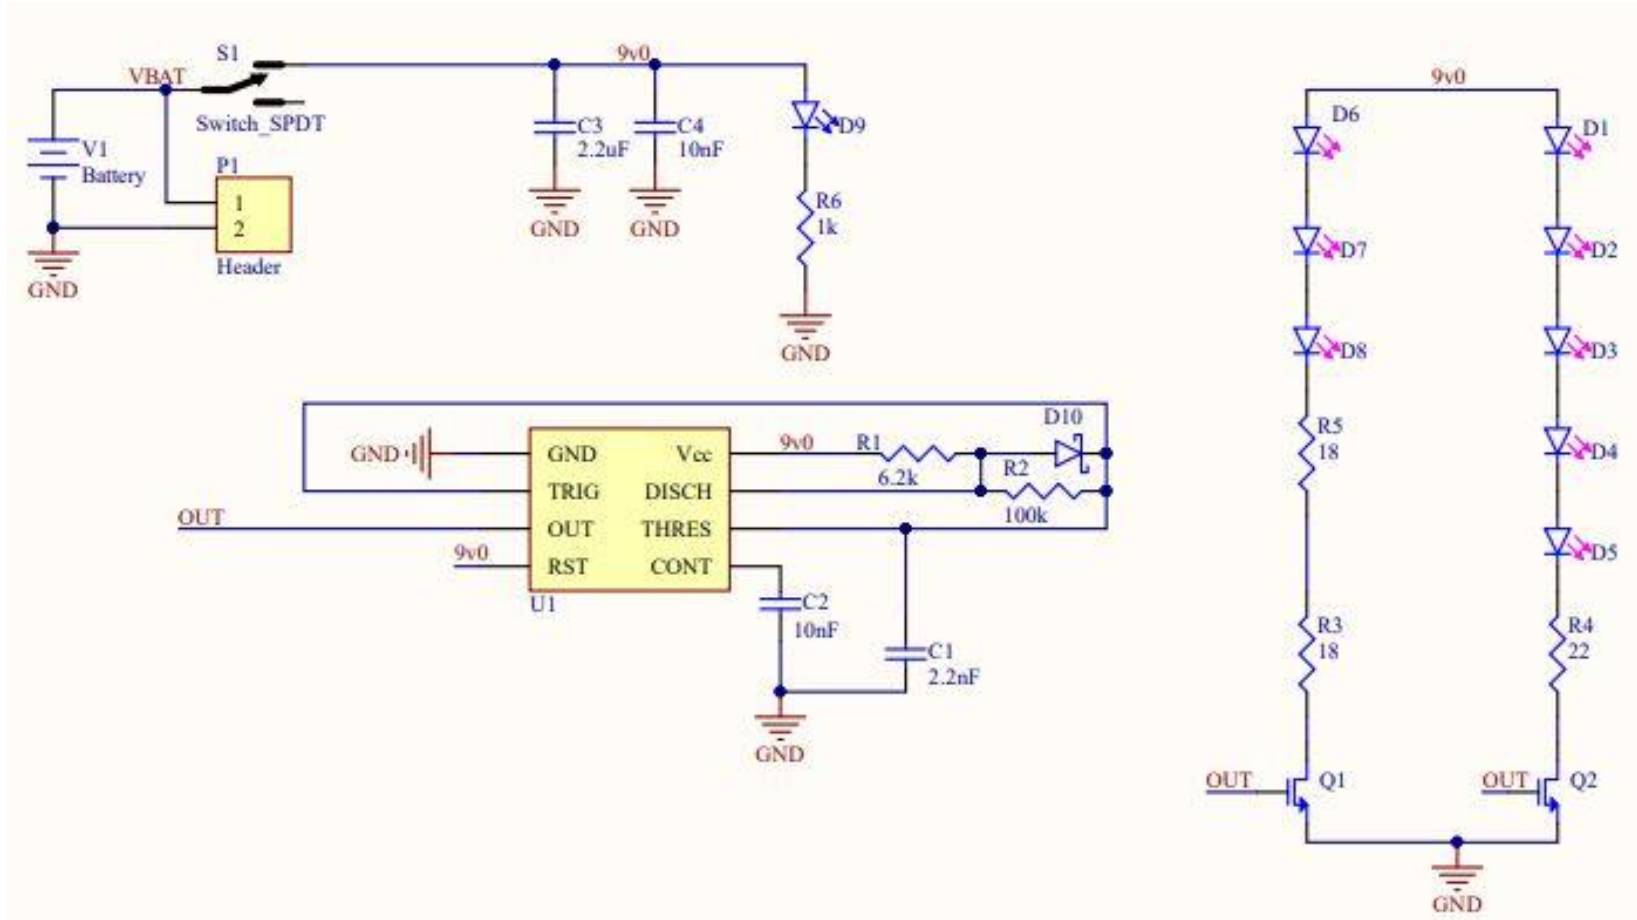 S1
VBAT
Switch_SPDT
V1
Battery
P1
1
2
Header
GND
9v0
C3
2.2uF
GND
C4
10nF
GND
D9
R6
1k
GND
GND
GND
TRIG
OUT
OUT
9v0
RST
Vcc
DISCH
THRES
CONT
U1
9v0
R1
6.2k
D10
R2
100k
C2
10nF
C1
2.2nF
GND
9v0
D6
D7
D8
R5
18
R3
18
OUT
Q1
D1
D2
D3
D4
D5
R4
22
OUT
Q2
GND